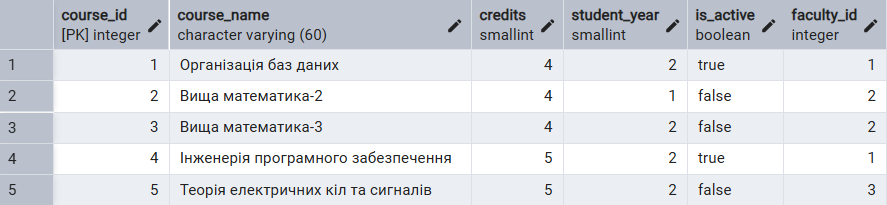 course_id course_name credits student_year is_active faculty_id
[PK] integer character varying (60) smallint smallint boolean integer
1 1 Організація баз даних 4 2 true 1
2 2 Вища математика-2 4 1 false 2
3 3 Вища математика-3 4 2 false 2
4 4 Інженерія програмного забезпечення 5 2 true 1
5 5 Теорія електричних кіл та сигналів 5 2 false 3